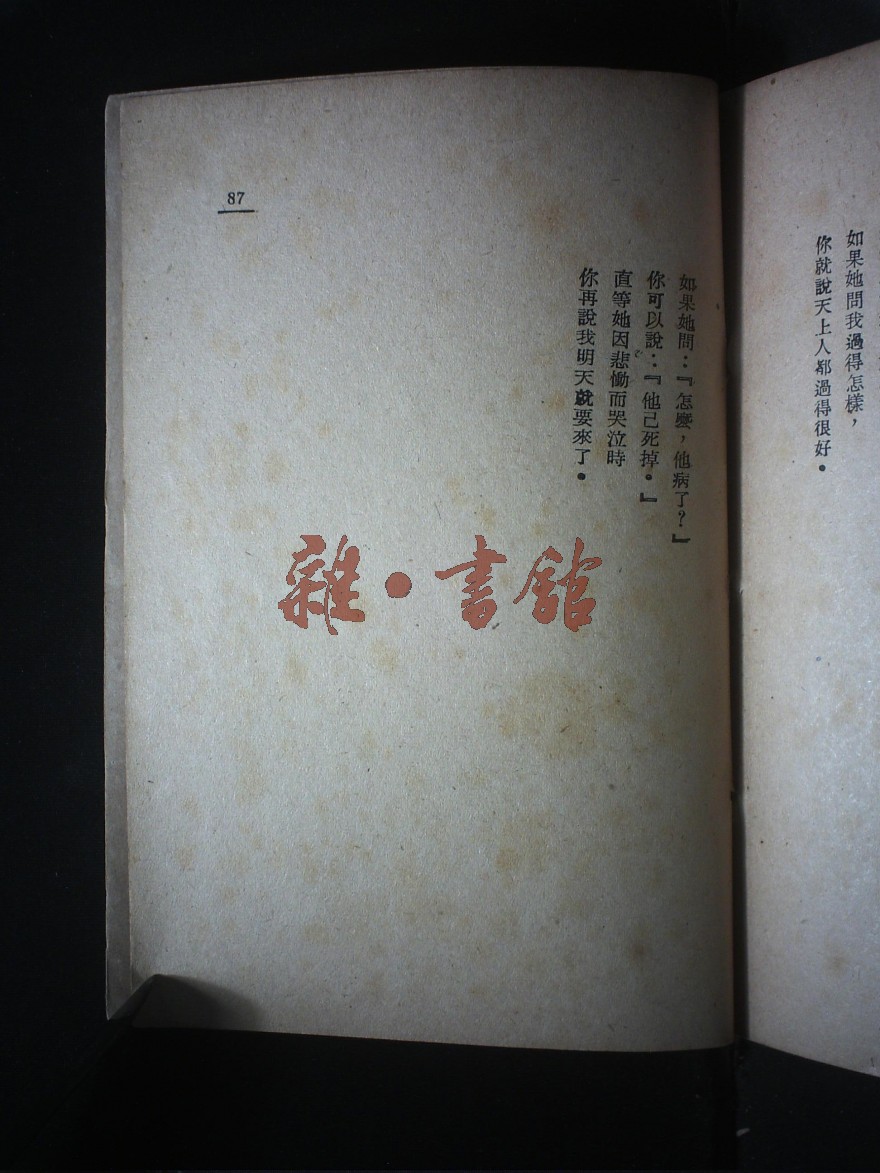 如果她問我過得怎樣，
你就說天上人都過得很好．
87
如果她問：『怎麼，他病了？』
你可以說：『他已死掉．』
直等她因悲慟而哭泣時
你再說我明天就要來了．
雜·書館